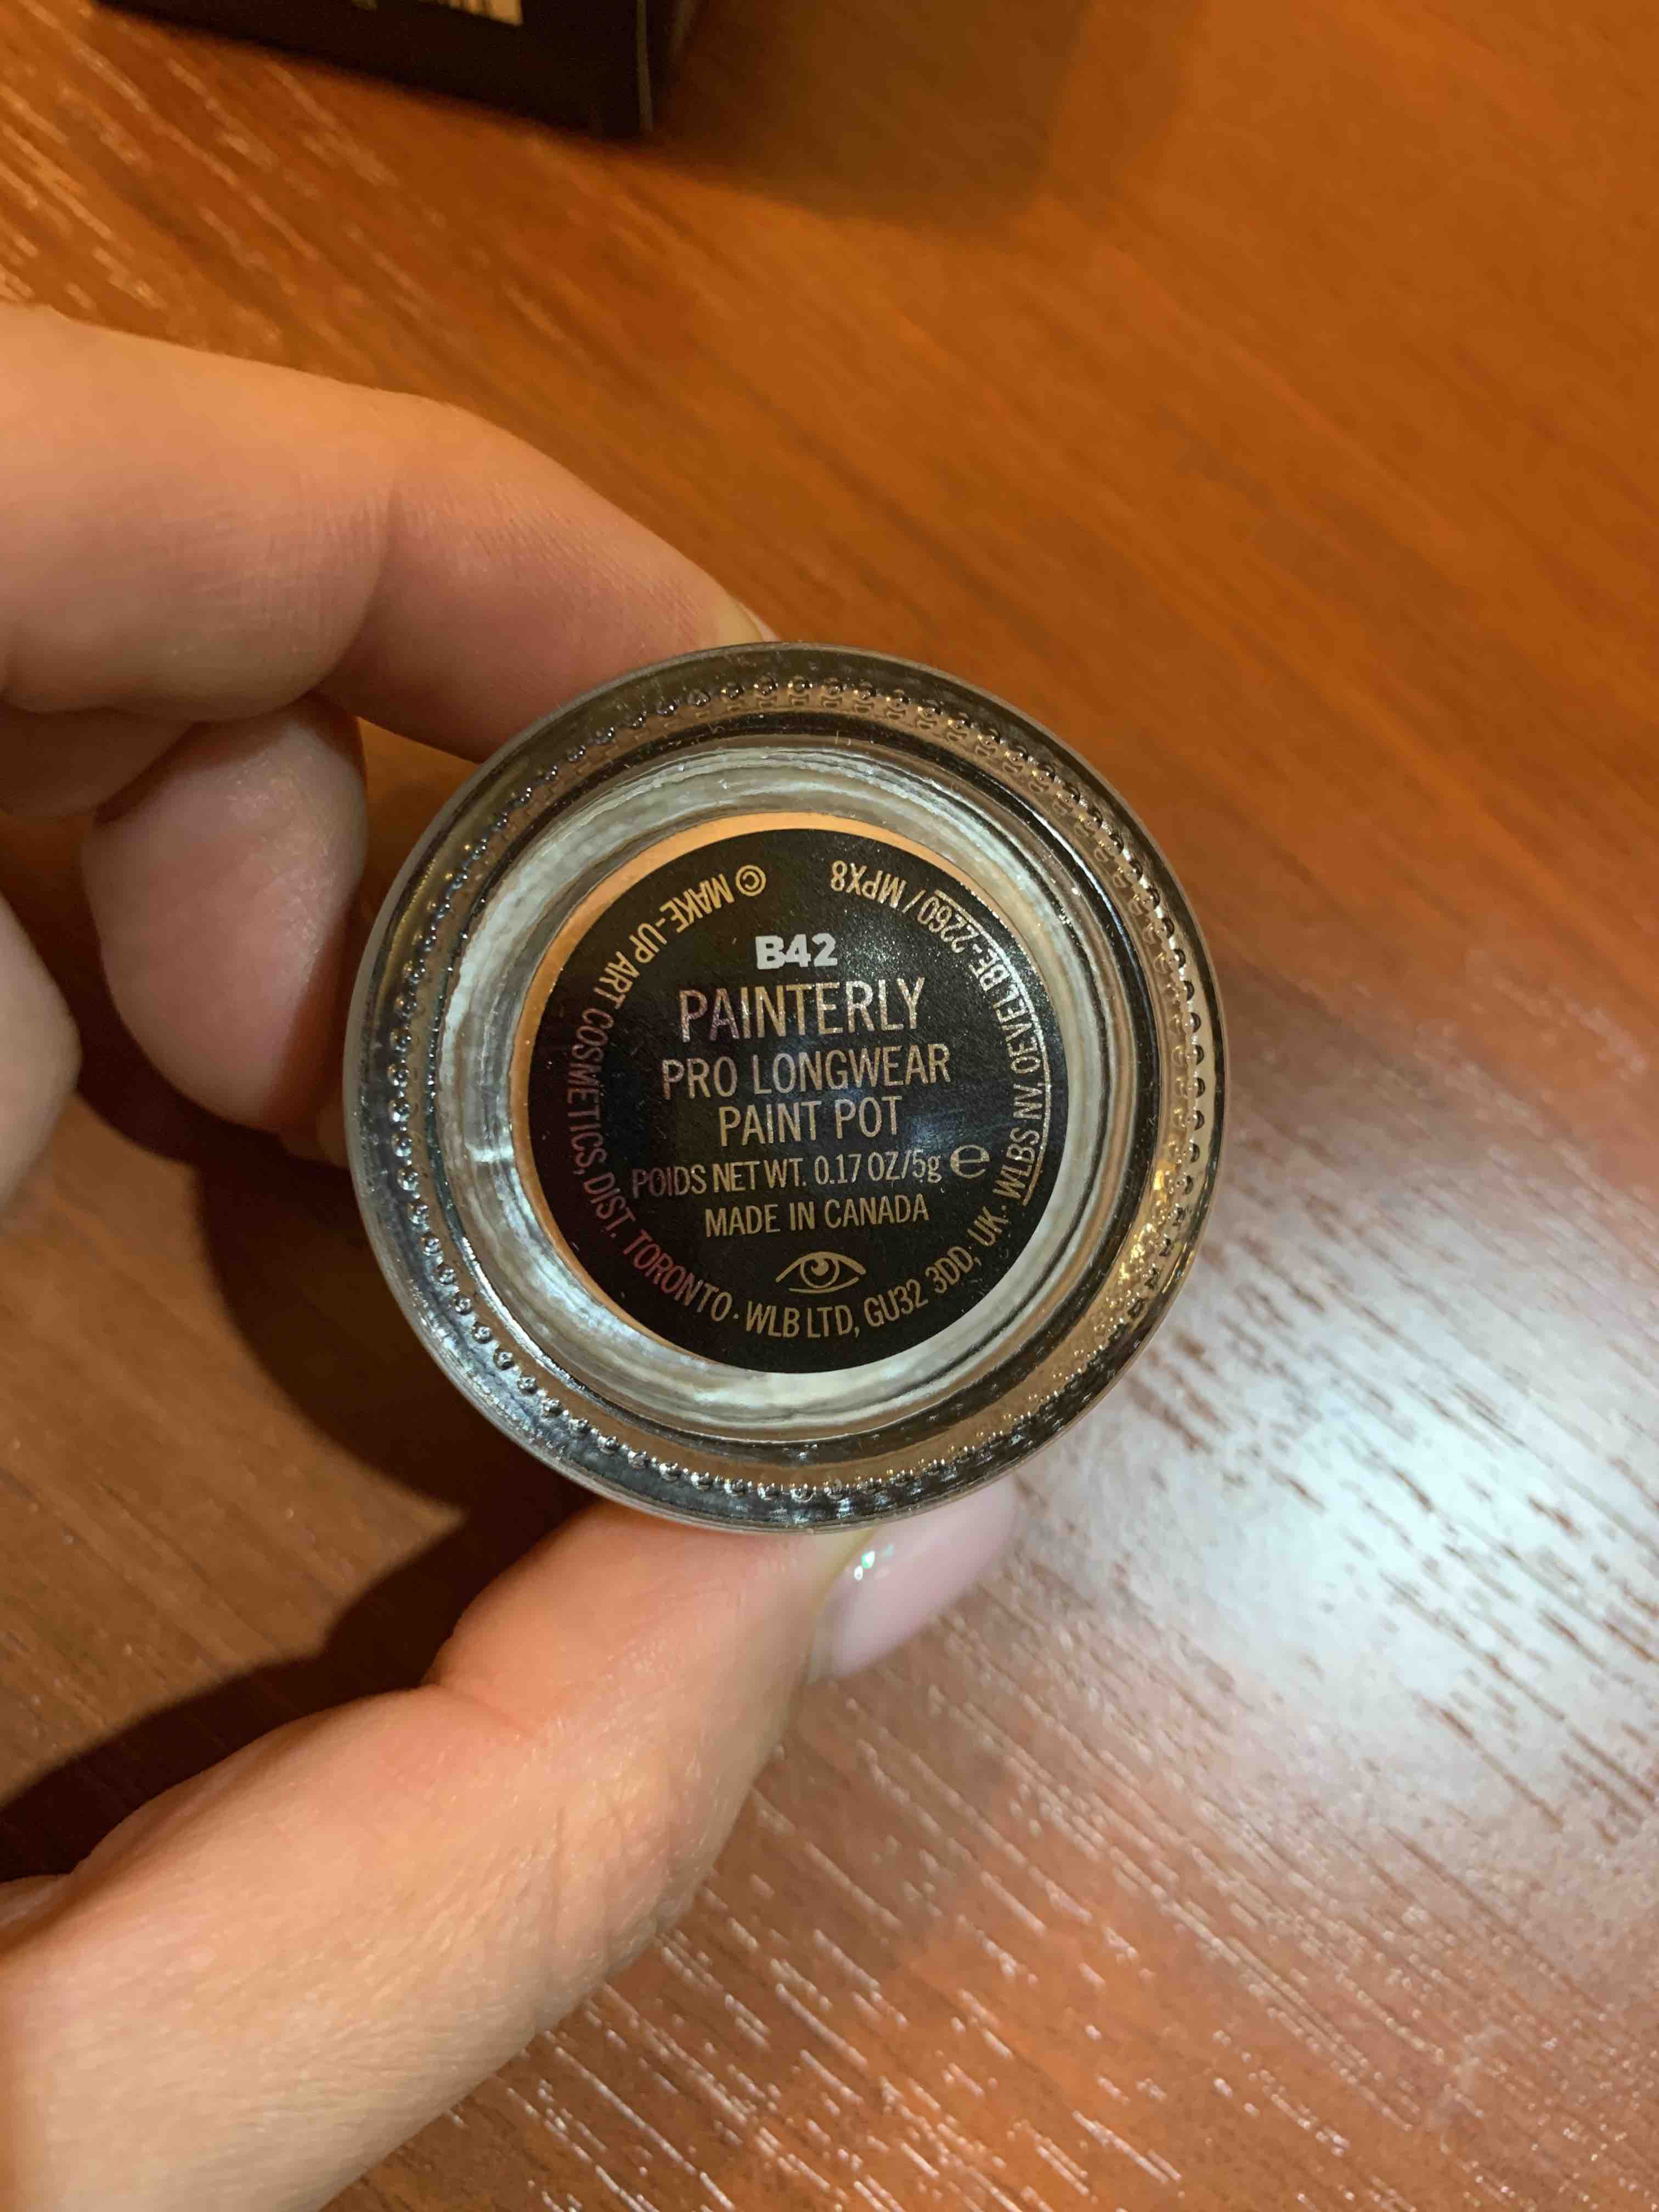 B42
PAINTERLY
PRO LONGWEAR
PAINT POT
POIDS NET WT. 0.17 OZ/5g ℮
MADE IN CANADA
© MAKE-UP ART COSMETICS, DIST. TORONTO · WLB LTD, GU32 3DD, UK · WLBS NV, OEVEL BE-2260 / MPX8